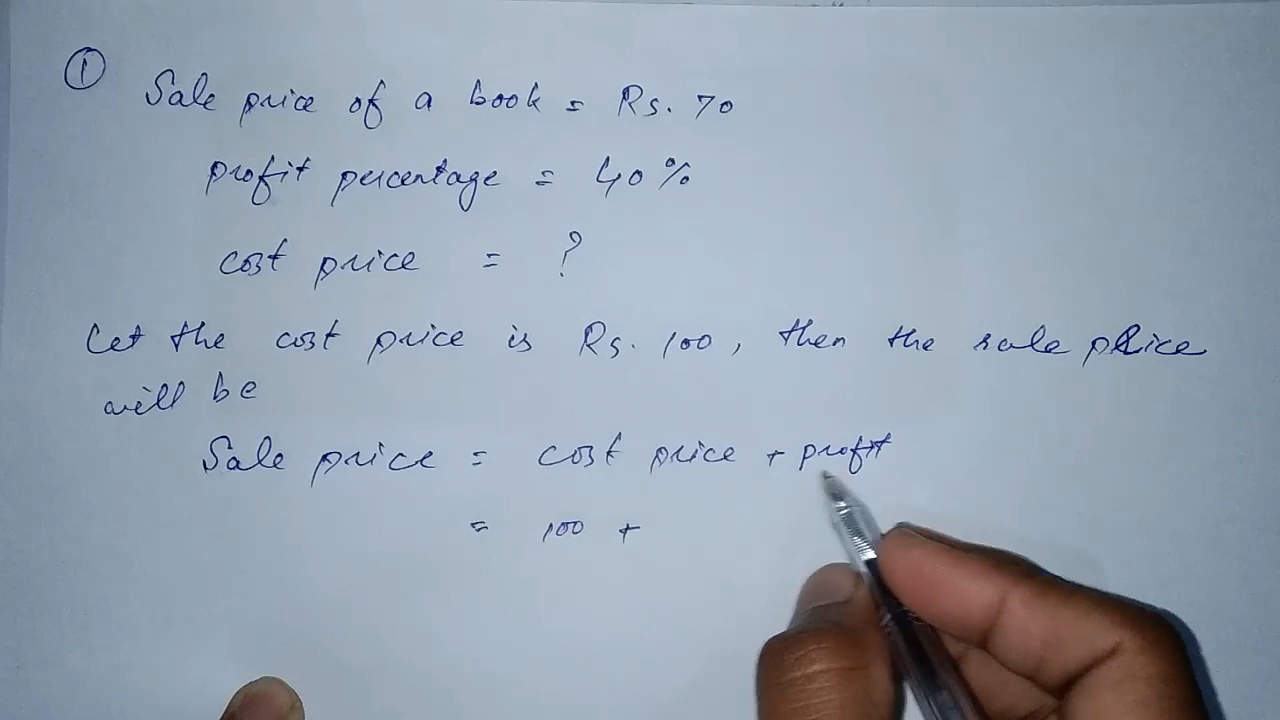 ① Sale price of a book = Rs. 70
profit percentage = 40%
cost price = ?
Let the cost price is Rs. 100, then the sale price
will be
Sale price = cost price + profit
= 100 +